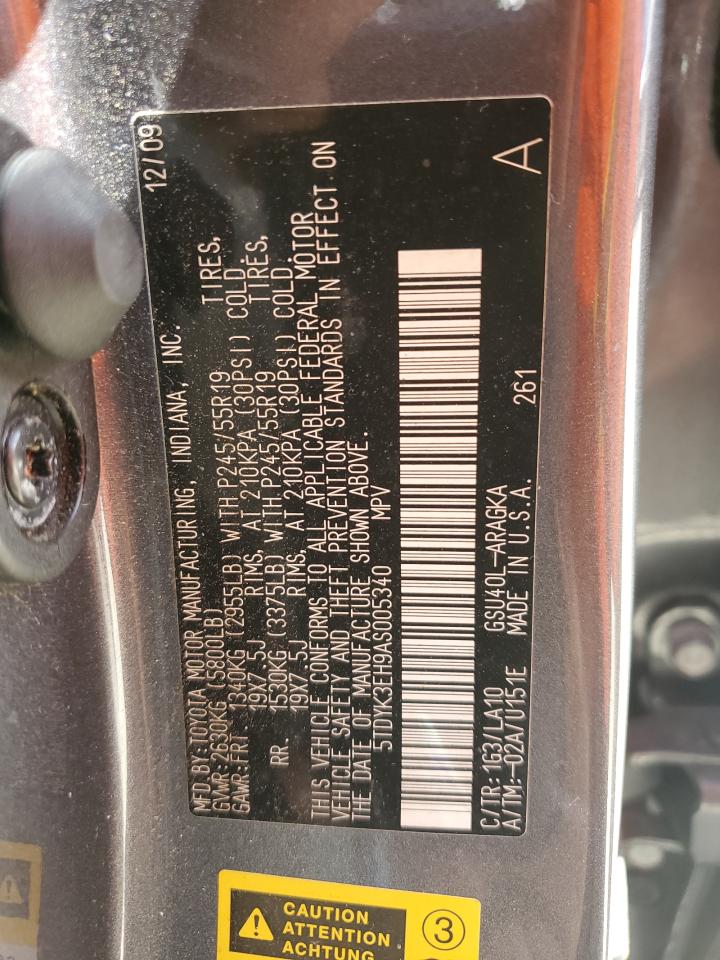 MFD BY:TOYOTA MOTOR MANUFACTURING, INDIANA, INC. 12/09
GVWR:2630KG (5800LB)
GAWR:FRT 1340KG (2955LB) WITH P245/55R19 TIRES,
19X7.5J RIMS, AT 210KPA (30PSI) COLD.
RR. 1530KG (3375LB) WITH P245/55R19 TIRES,
19X7.5J RIMS, AT 210KPA (30PSI) COLD.
THIS VEHICLE CONFORMS TO ALL APPLICABLE FEDERAL MOTOR
VEHICLE SAFETY AND THEFT PREVENTION STANDARDS IN EFFECT ON
THE DATE OF MANUFACTURE SHOWN ABOVE.
5TDYK3EH9AS005340 MPV
C/TR:1G3/LA10 GSU40L-ARAGKA
A/TM:-02A/U151E MADE IN U.S.A. 261 A
CAUTION
ATTENTION
ACHTUNG
3